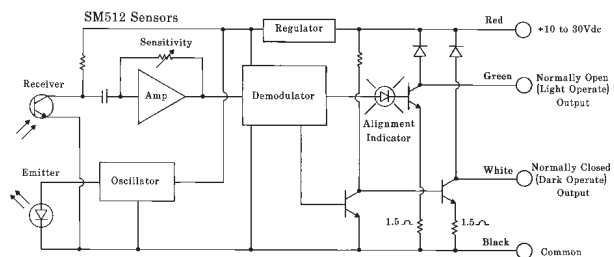 SM512 Sensors
Regulator
Red
+10 to 30Vdc
Sensitivity
Receiver
Amp
Demodulator
Green
Normally Open
(Light Operate)
Output
Alignment
Indicator
Emitter
Oscillator
White
Normally Closed
(Dark Operate)
Output
1.5
1.5
Black
Common